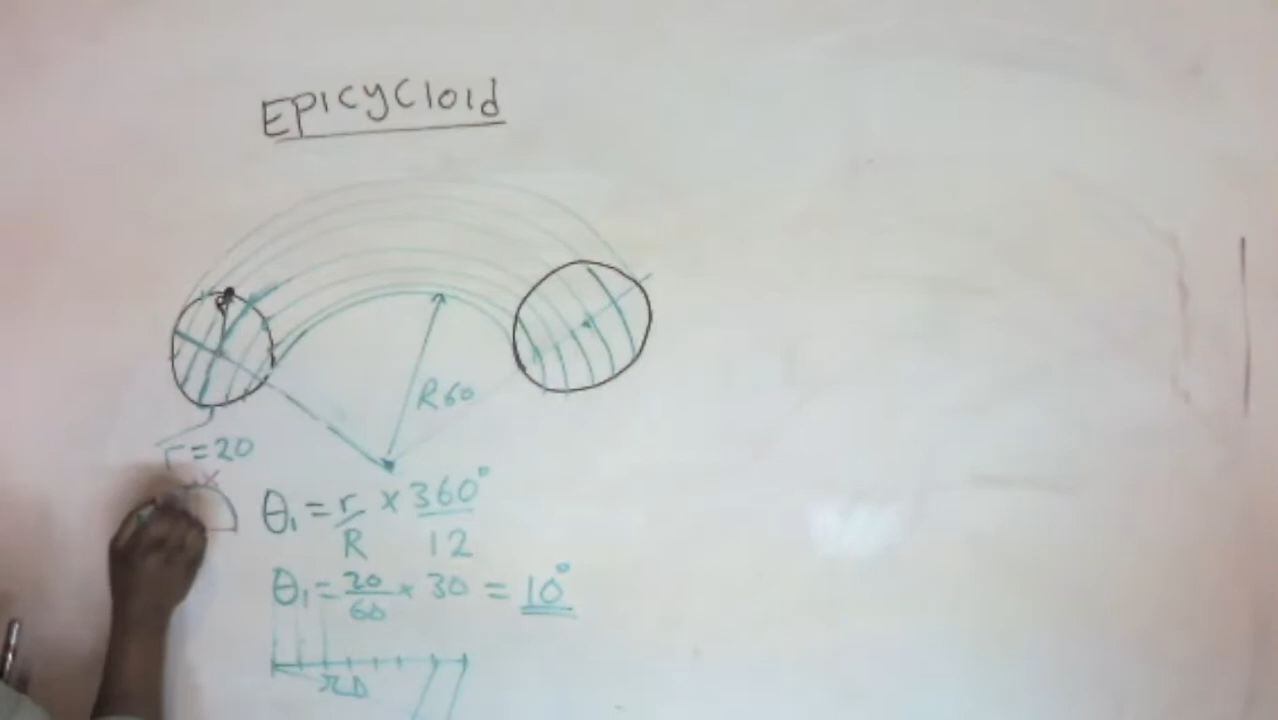 EPICYCLOID
R60
r=20
θ₁ = r/R × 360°/12
θ₁ = 20/60 × 30 = 10°
πD